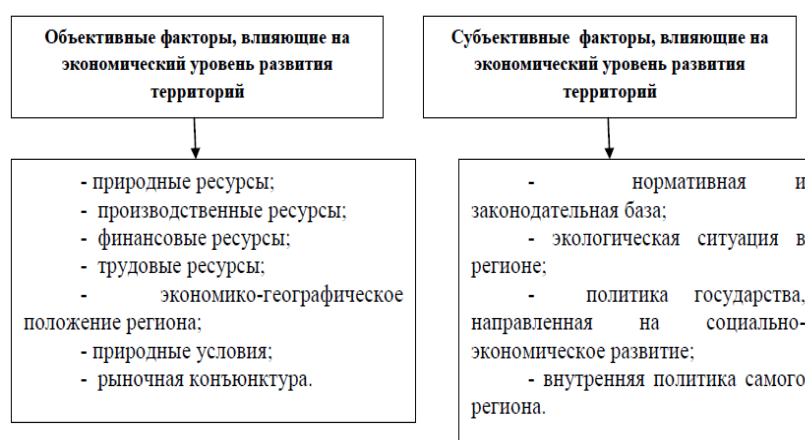 Объективные факторы, влияющие на
экономический уровень развития
территорий
- природные ресурсы;
- производственные ресурсы;
- финансовые ресурсы;
- трудовые ресурсы;
- экономико-географическое
положение региона;
- природные условия;
- рыночная конъюнктура.
Субъективные факторы, влияющие на
экономический уровень развития
территорий
- нормативная и
законодательная база;
- экологическая ситуация в
регионе;
- политика государства,
направленная на социально-
экономическое развитие;
- внутренняя политика самого
региона.